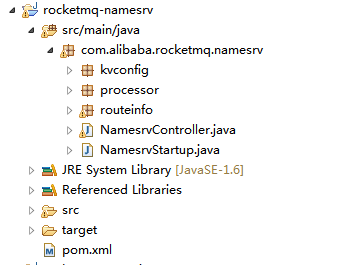 rocketmq-namesrv
src/main/java
com.alibaba.rocketmq.namesrv
kvconfig
processor
routeinfo
NamesrvController.java
NamesrvStartup.java
JRE System Library [JavaSE-1.6]
Referenced Libraries
src
target
pom.xml